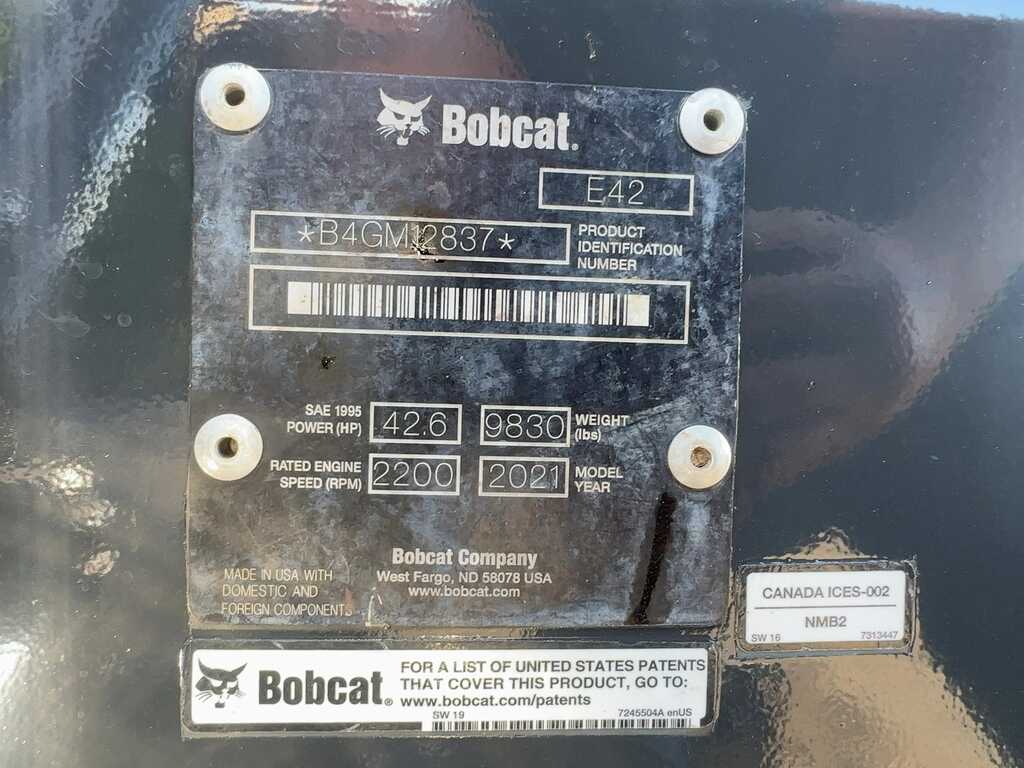 Bobcat®
E42
*B4GM12837*
PRODUCT
IDENTIFICATION
NUMBER
SAE 1995
POWER (HP)
42.6
9830
WEIGHT
(lbs)
RATED ENGINE
SPEED (RPM)
2200
2021
MODEL
YEAR
Bobcat Company
West Fargo, ND 58078 USA
www.bobcat.com
MADE IN USA WITH
DOMESTIC AND
FOREIGN COMPONENTS
CANADA ICES-002
NMB2
SW 16 7313447
Bobcat®
FOR A LIST OF UNITED STATES PATENTS
THAT COVER THIS PRODUCT, GO TO:
www.bobcat.com/patents
SW 19 7245504A enUS